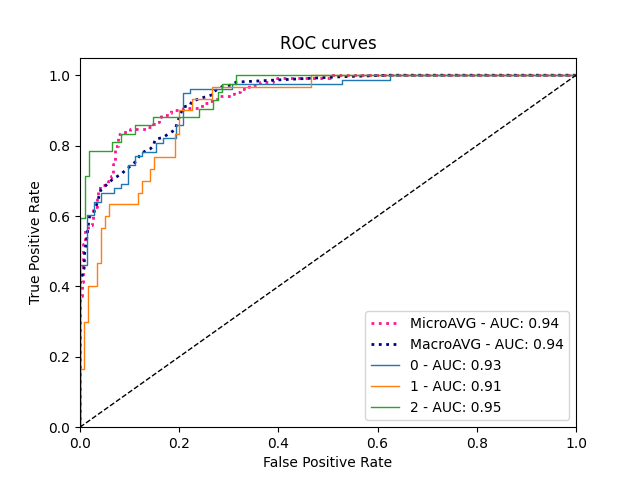 ROC curves
True Positive Rate
1.0
0.8
0.6
0.4
0.2
0.0
MicroAVG - AUC: 0.94
MacroAVG - AUC: 0.94
0 - AUC: 0.93
1 - AUC: 0.91
2 - AUC: 0.95
0.0 0.2 0.4 0.6 0.8 1.0
False Positive Rate